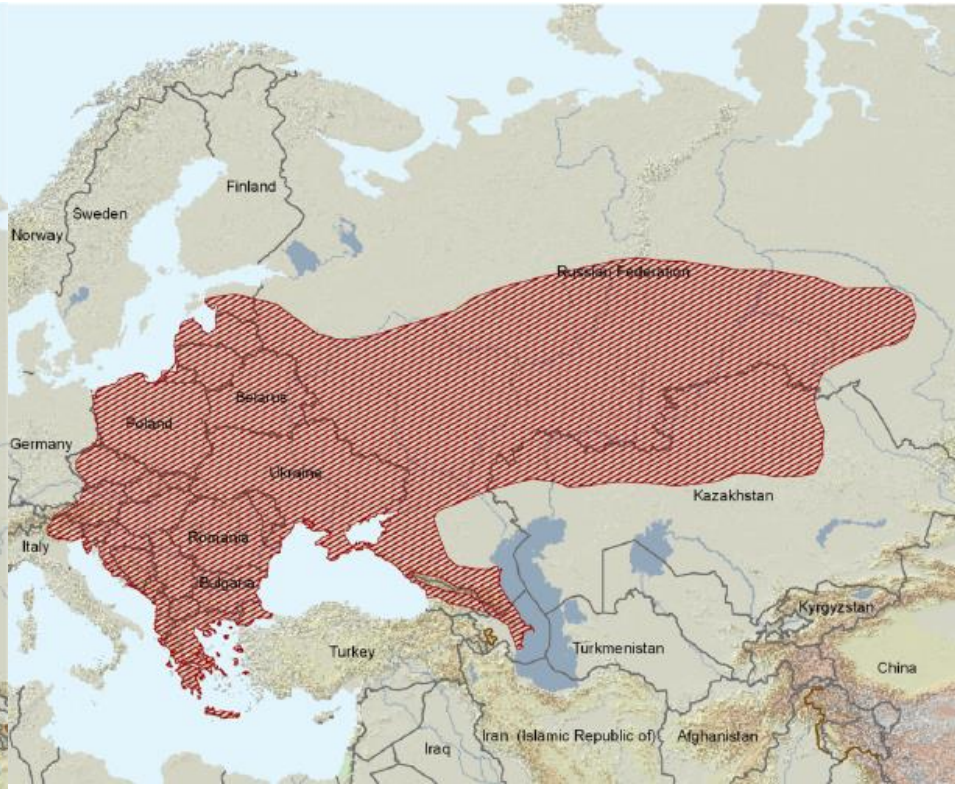 Finland
Sweden
Norway
Russian Federation
Belarus
Poland
Germany
Ukraine
Kazakhstan
Romania
Italy
Bulgaria
Kyrgyzstan
Turkey
Turkmenistan
China
Iraq
Iran (Islamic Republic of)
Afghanistan